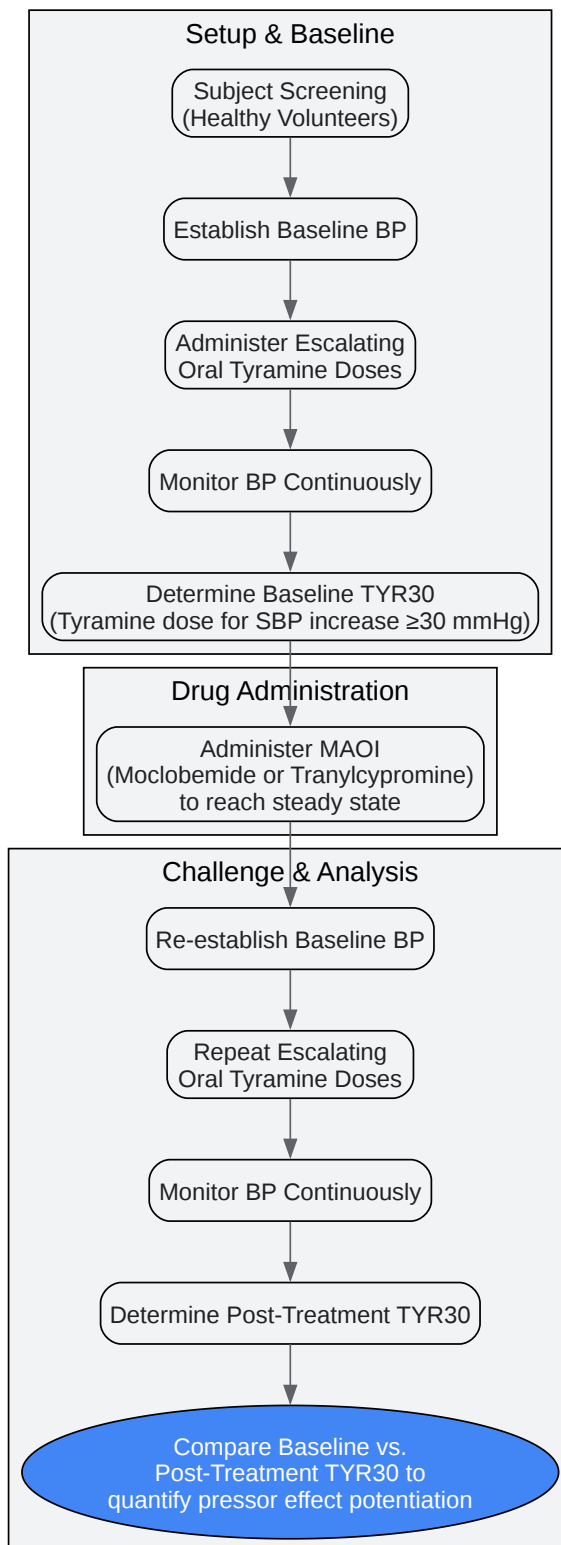 Setup & Baseline
Subject Screening
(Healthy Volunteers)
Establish Baseline BP
Administer Escalating
Oral Tyramine Doses
Monitor BP Continuously
Determine Baseline TYR30
(Tyramine dose for SBP increase ≥30 mmHg)
Drug Administration
Administer MAOI
(Moclobemide or Tranylcypromine)
to reach steady state
Challenge & Analysis
Re-establish Baseline BP
Repeat Escalating
Oral Tyramine Doses
Monitor BP Continuously
Determine Post-Treatment TYR30
Compare Baseline vs.
Post-Treatment TYR30 to
quantify pressor effect potentiation